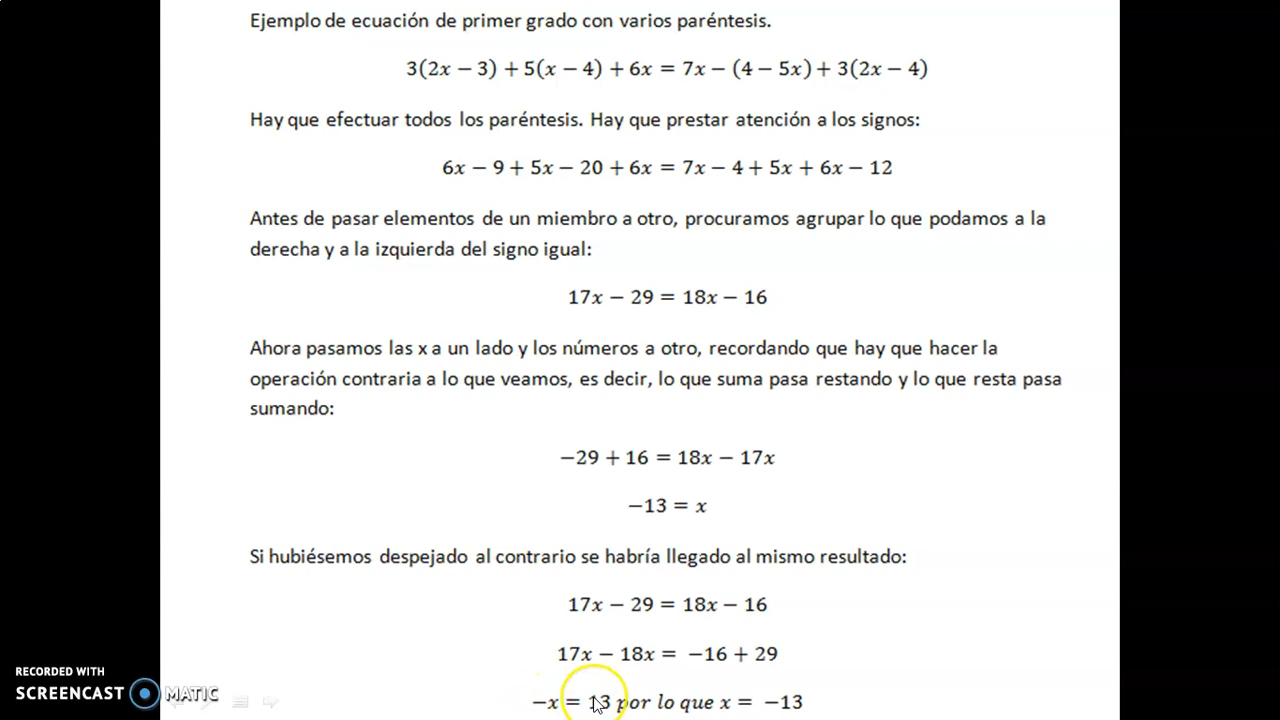 Ejemplo de ecuación de primer grado con varios paréntesis.
3(2x − 3) + 5(x − 4) + 6x = 7x − (4 − 5x) + 3(2x − 4)
Hay que efectuar todos los paréntesis. Hay que prestar atención a los signos:
6x − 9 + 5x − 20 + 6x = 7x − 4 + 5x + 6x − 12
Antes de pasar elementos de un miembro a otro, procuramos agrupar lo que podamos a la
derecha y a la izquierda del signo igual:
17x − 29 = 18x − 16
Ahora pasamos las x a un lado y los números a otro, recordando que hay que hacer la
operación contraria a lo que veamos, es decir, lo que suma pasa restando y lo que resta pasa
sumando:
−29 + 16 = 18x − 17x
−13 = x
Si hubiésemos despejado al contrario se habría llegado al mismo resultado:
17x − 29 = 18x − 16
17x − 18x = −16 + 29
−x = 13 por lo que x = −13
RECORDED WITH
SCREENCAST MATIC